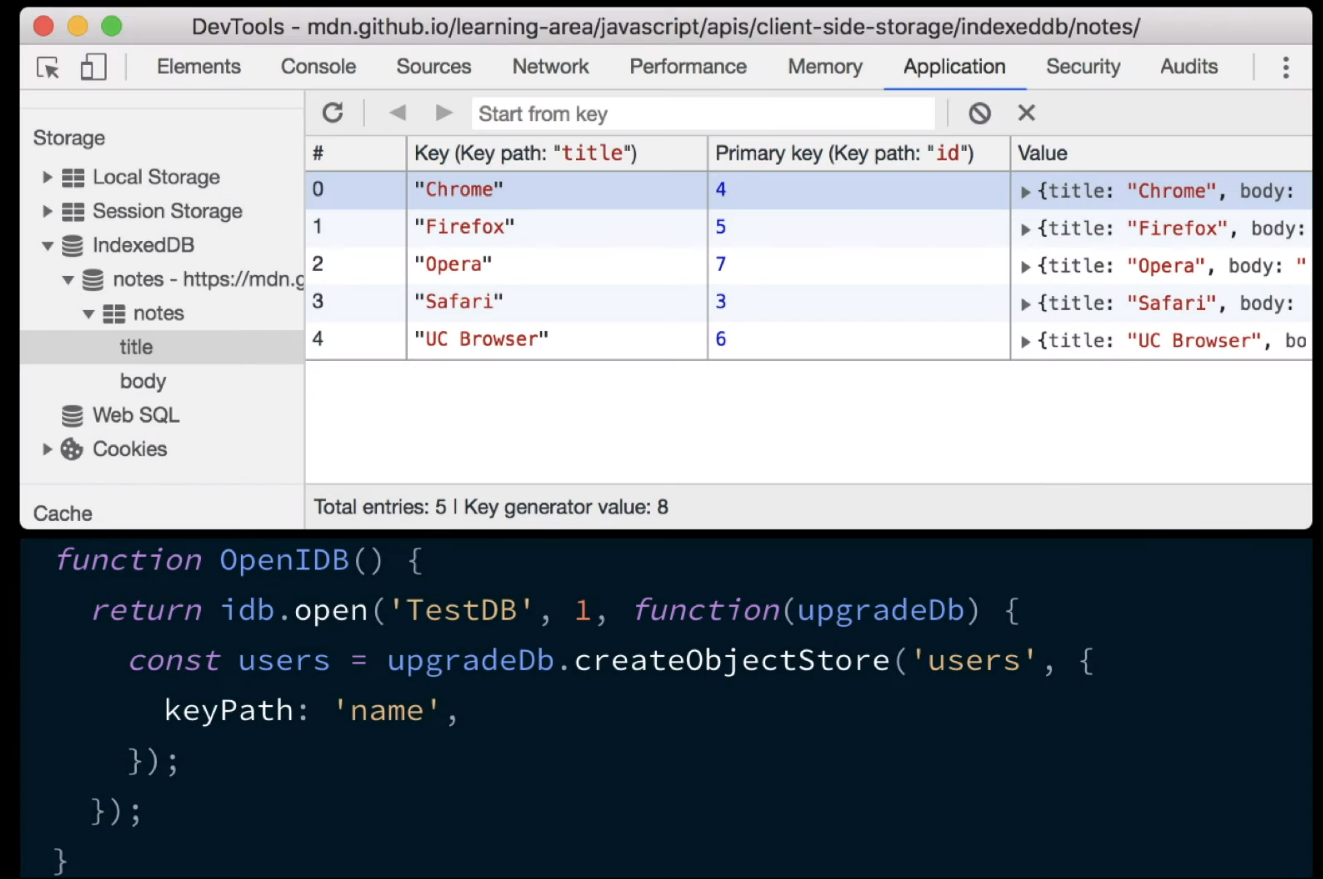 DevTools - mdn.github.io/learning-area/javascript/apis/client-side-storage/indexeddb/notes/
Elements Console Sources Network Performance Memory Application Security Audits
Storage
Local Storage
Session Storage
IndexedDB
notes - https://mdn.g
notes
title
body
Web SQL
Cookies
Cache
Start from key
# Key (Key path: "title") Primary key (Key path: "id") Value
0 "Chrome" 4 {title: "Chrome", body:
1 "Firefox" 5 {title: "Firefox", body:
2 "Opera" 7 {title: "Opera", body: "
3 "Safari" 3 {title: "Safari", body:
4 "UC Browser" 6 {title: "UC Browser", bo
Total entries: 5 | Key generator value: 8
function OpenIDB() {
return idb.open('TestDB', 1, function(upgradeDb) {
const users = upgradeDb.createObjectStore('users', {
keyPath: 'name',
});
});
}